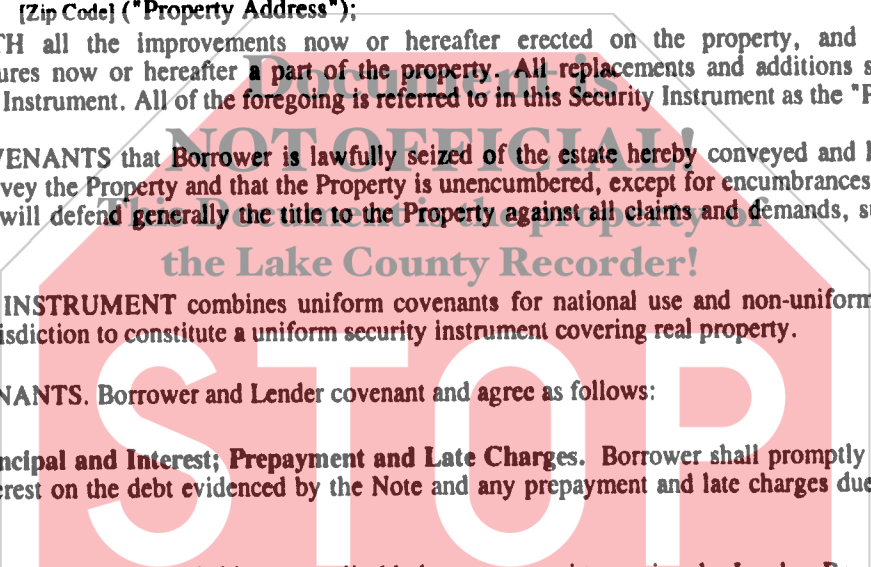 [Zip Code] ("Property Address");
TH all the improvements now or hereafter erected on the property, and
ures now or hereafter a part of the property. All replacements and additions s
Instrument. All of the foregoing is referred to in this Security Instrument as the "P
Document is
NOT OFFICIAL!
VENANTS that Borrower is lawfully seized of the estate hereby conveyed and
vey the Property and that the Property is unencumbered, except for encumbrances
This Document is the property of
will defend generally the title to the Property against all claims and demands, su
the Lake County Recorder!
INSTRUMENT combines uniform covenants for national use and non-uniform
isdiction to constitute a uniform security instrument covering real property.
STOP
NANTS. Borrower and Lender covenant and agree as follows:
ncipal and Interest; Prepayment and Late Charges. Borrower shall promptly
erest on the debt evidenced by the Note and any prepayment and late charges due